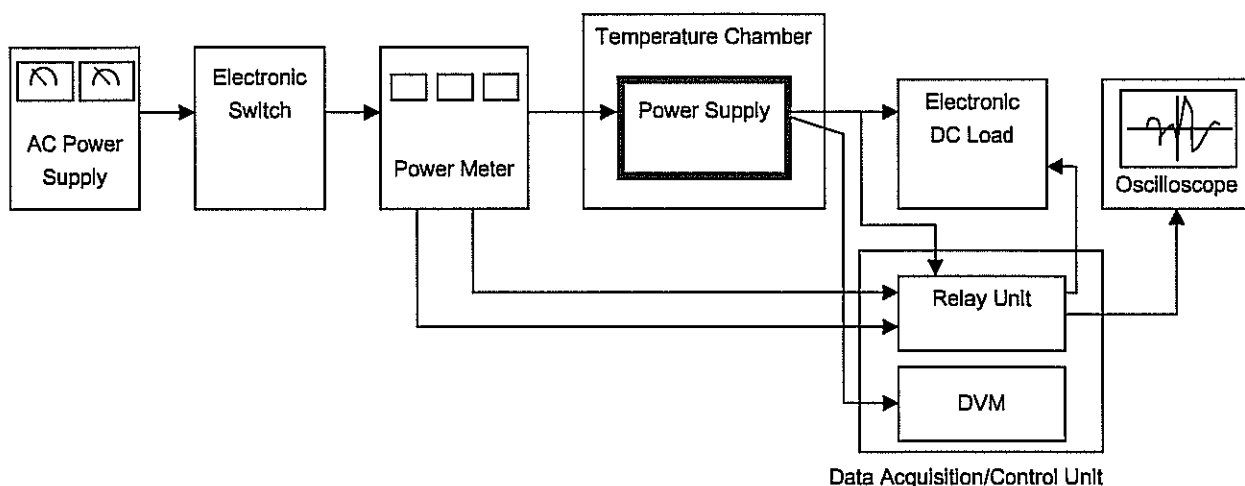 AC Power
Supply
Electronic
Switch
Power Meter
Temperature Chamber
Power Supply
Electronic
DC Load
Oscilloscope
Relay Unit
DVM
Data Acquisition/Control Unit